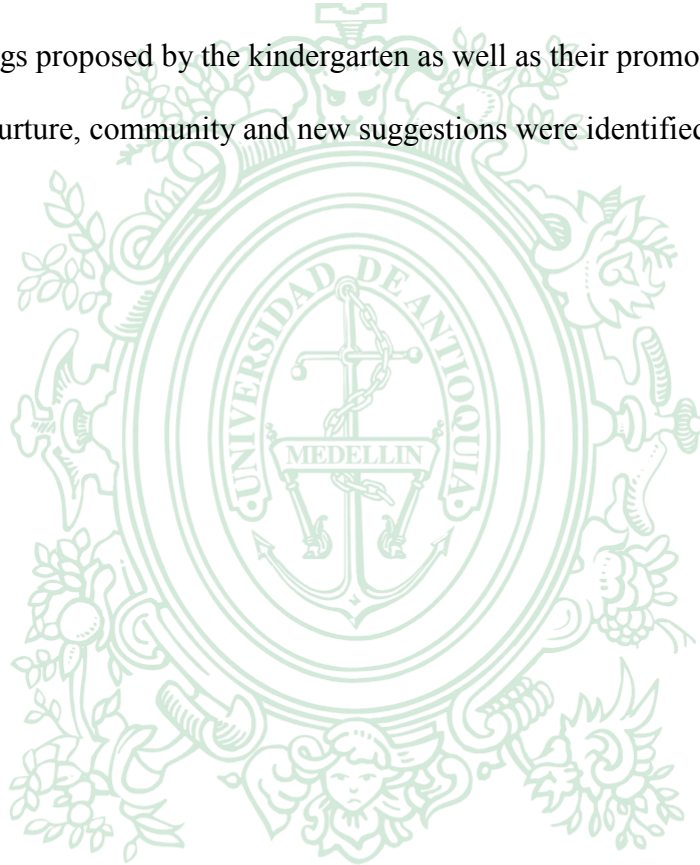 gs proposed by the kindergarten as well as their promo
urture, community and new suggestions were identified
UNIVERSIDAD DE ANTIOQUIA
MEDELLIN